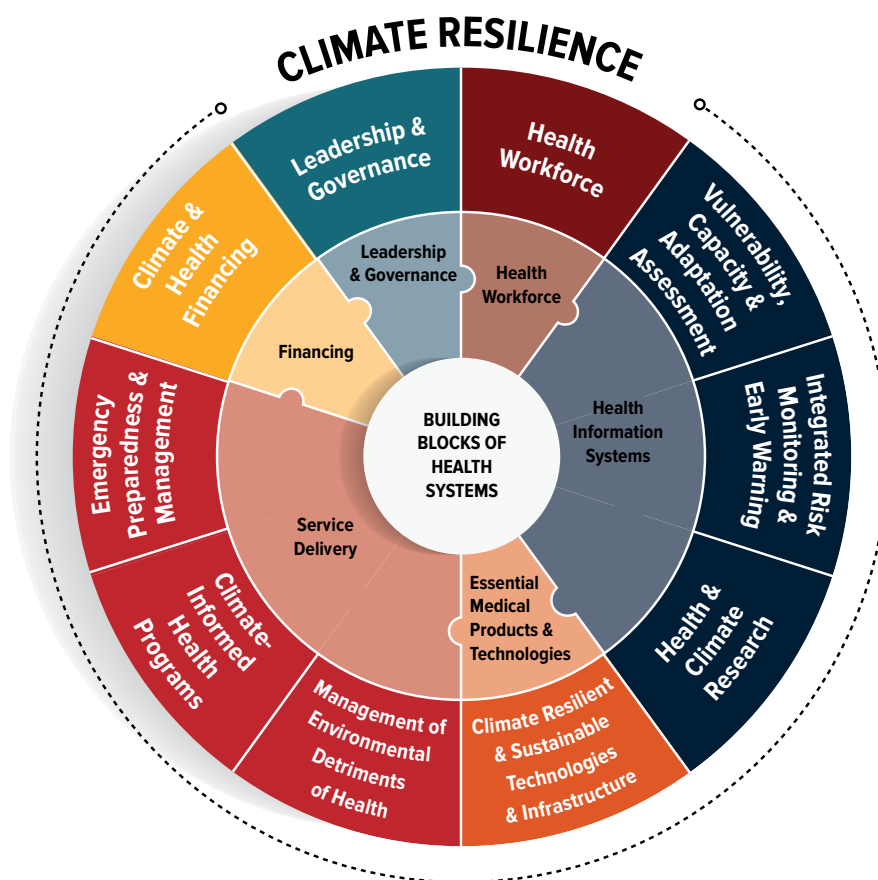 CLIMATE RESILIENCE
Leadership &
Governance
Health
Workforce
Vulnerability,
Capacity &
Adaptation
Assessment
Integrated Risk
Monitoring &
Early Warning
Health &
Climate
Research
Climate Resilient
& Sustainable
Technologies
& Infrastructure
Management of
Environmental
Detriments
of Health
Climate-
Informed
Health
Programs
Emergency
Preparedness &
Management
Climate &
Health
Financing
Leadership
& Governance
Health
Workforce
Health
Information
Systems
Essential
Medical
Products &
Technologies
Service
Delivery
Financing
BUILDING
BLOCKS OF
HEALTH
SYSTEMS